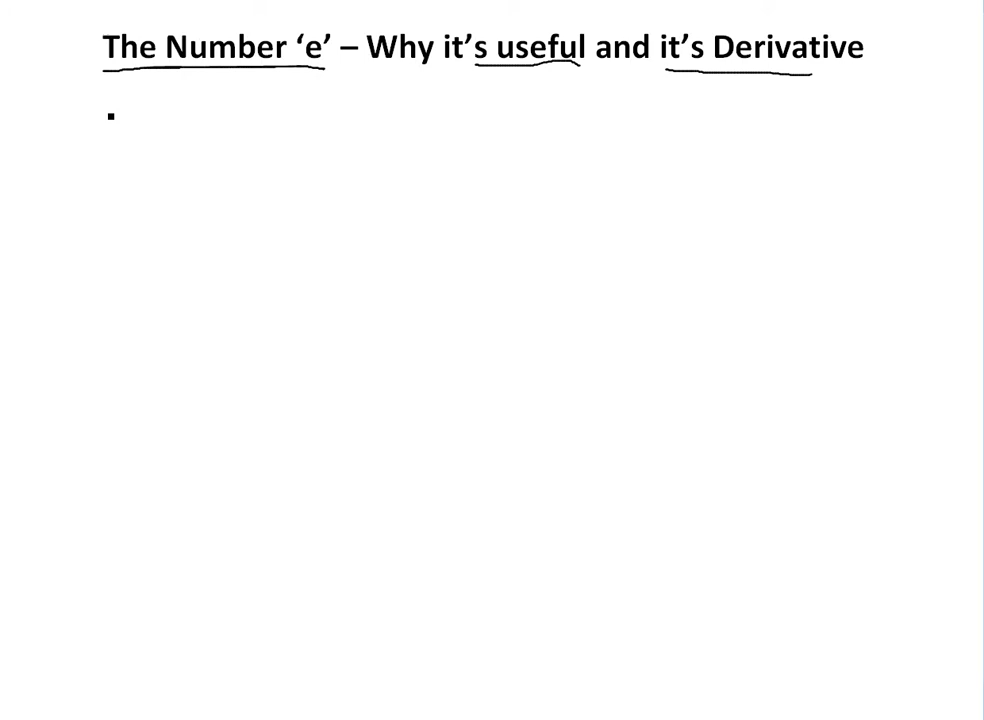 The Number ‘e’ – Why it’s useful and it’s Derivative